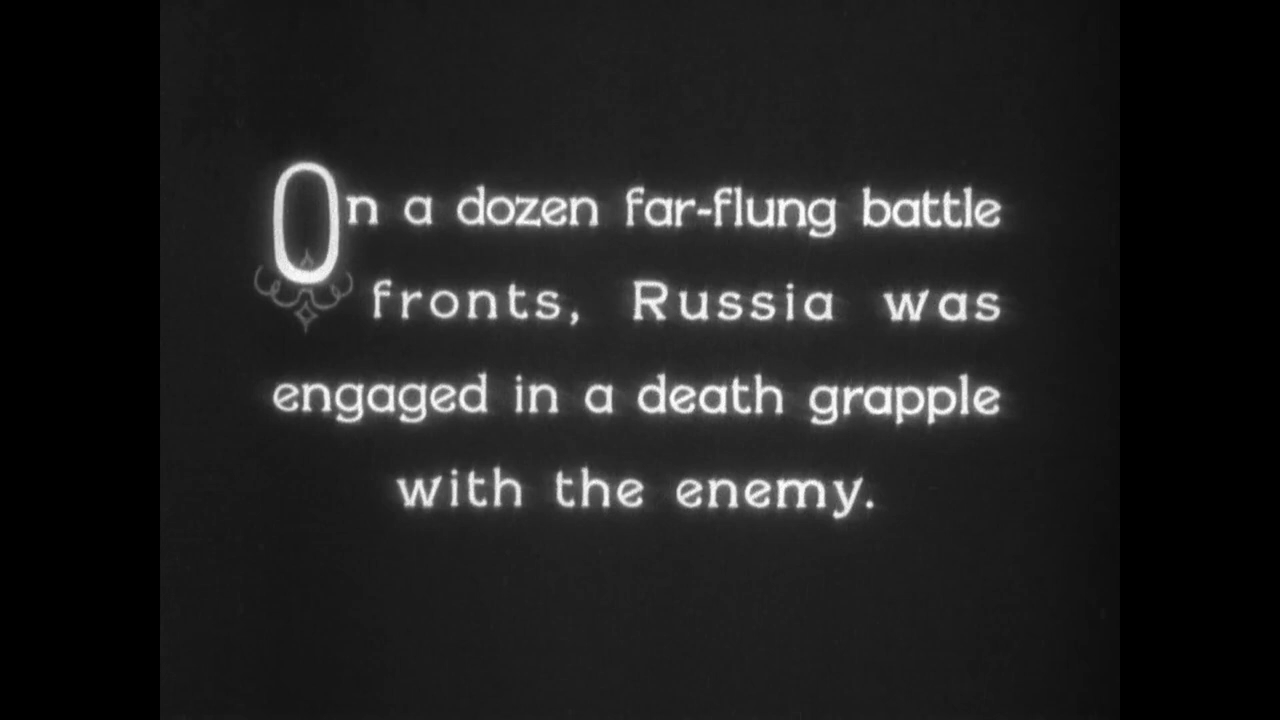 On a dozen far-flung battle
fronts, Russia was
engaged in a death grapple
with the enemy.